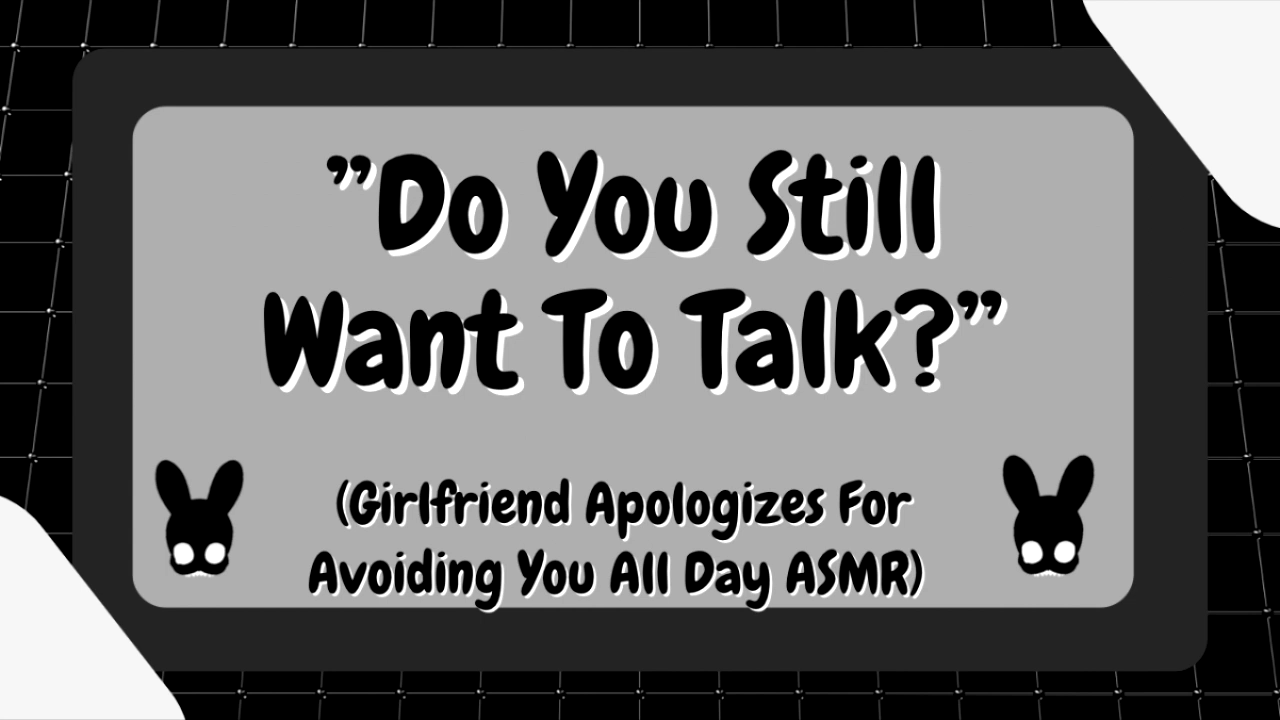 ”Do You Still
Want To Talk?”
(Girlfriend Apologizes For
Avoiding You All Day ASMR)